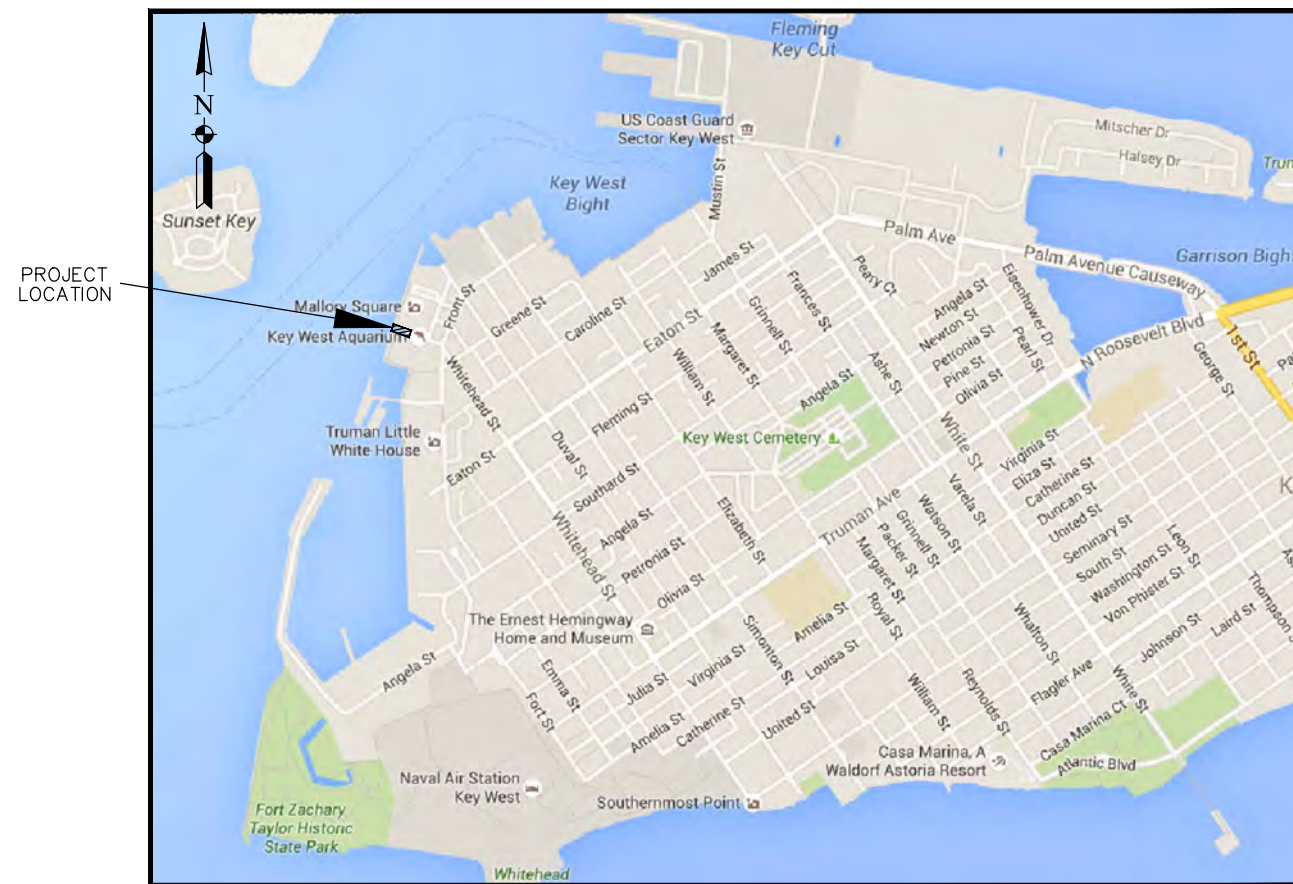 Fleming
Key Cut
N
US Coast Guard
Sector Key West
Mitscher Dr
Halsey Dr
Mustin St
Key West
Bight
Sunset Key
Palm Ave
Palm Avenue Causeway
Garrison Bigh
PROJECT
LOCATION
Mallory Square
Key West Aquarium
Front St
Greene St
Caroline St
James St
Eaton St
Grinnell St
Frances St
Peary Ct
Angela St
Newton St
Petronia St
Pine St
Olivia St
Eisenhower Dr
Pearl St
N Roosevelt Blvd
1st St
George St
Whitehead St
William St
Margaret St
Ashe St
Angela St
Fleming St
Key West Cemetery
White St
Truman Little
White House
Eaton St
Duval St
Southard St
Angela St
Petronia St
Olivia St
Whitehead St
Elizabeth St
Truman Ave
Varela St
Watson St
Grinnell St
Packer St
Margaret St
Royal St
Virginia St
Eliza St
Catherine St
Duncan St
United St
Seminary St
South St
Washington St
Von Phister St
Leon St
Thompson
Laird St
Johnson St
Flagler Ave
Whalton St
White St
The Ernest Hemingway
Home and Museum
Angela St
Emma St
Fort St
Julia St
Virginia St
Amelia St
Catherine St
Simonton St
Amelia St
Louisa St
United St
William St
Reynolds St
Casa Marina Ct
Atlantic Blvd
Casa Marina, A
Waldorf Astoria Resort
Naval Air Station
Key West
Southernmost Point
Fort Zachary
Taylor Historic
State Park
Whitehead